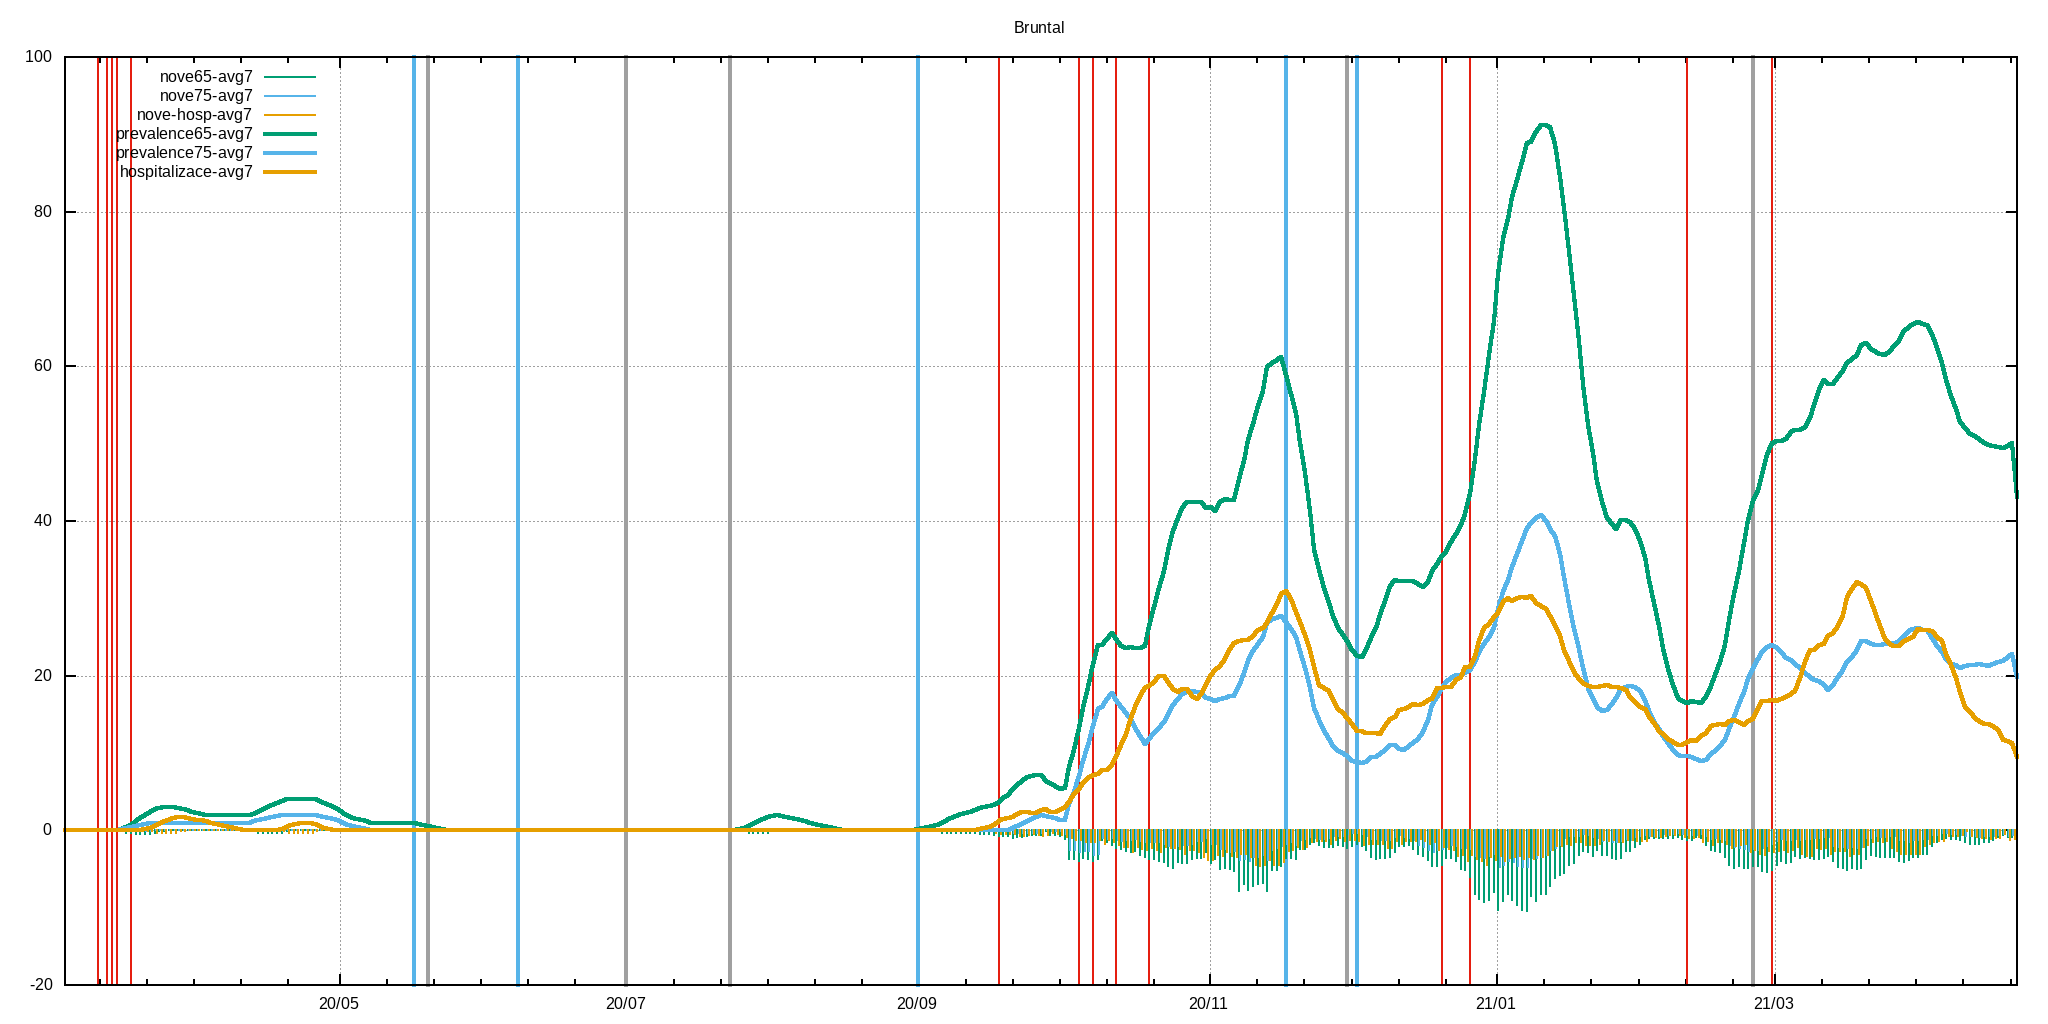 Bruntal
100
nove65-avg7
nove75-avg7
nove-hosp-avg7
prevalence65-avg7
prevalence75-avg7
hospitalizace-avg7
80
60
40
20
0
-20
20/05 20/07 20/09 20/11 21/01 21/03